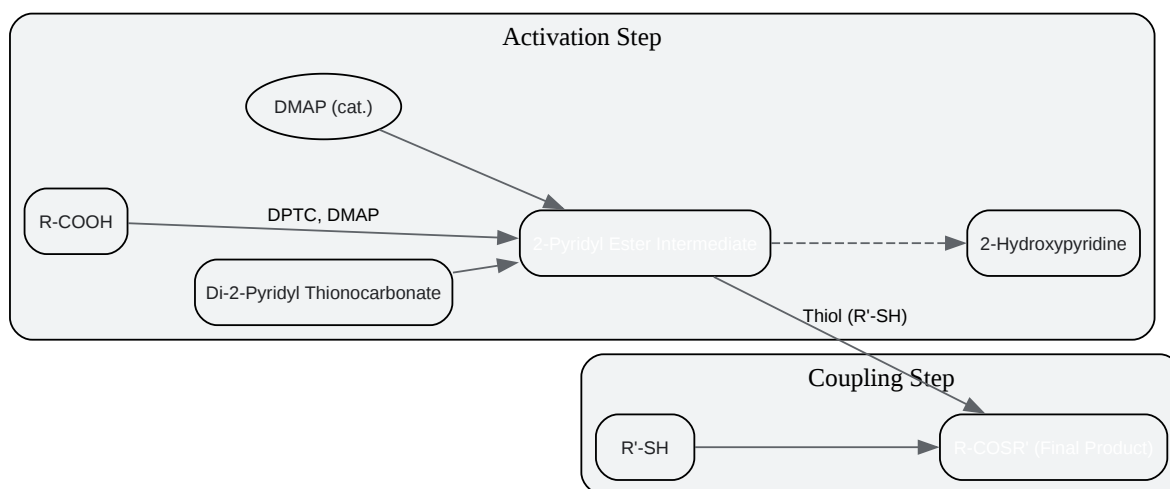 Activation Step
DMAP (cat.)
R-COOH
DPTC, DMAP
2-Pyridyl Ester Intermediate
2-Hydroxypyridine
Di-2-Pyridyl Thionocarbonate
Thiol (R'-SH)
Coupling Step
R'-SH
R-COSR' (Final Product)